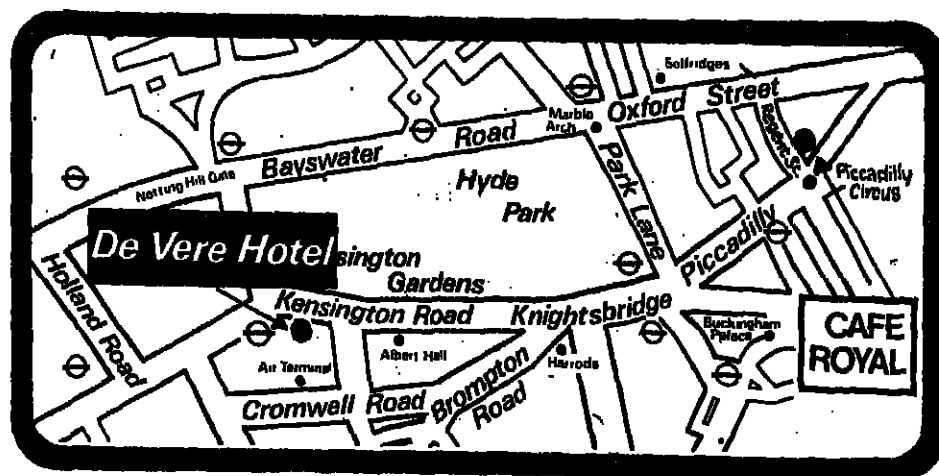 Selfridges
Oxford Street
Marble
Arch
Regent St.
Bayswater Road
Notting Hill Gate
Hyde
Park
Park Lane
Piccadilly
Circus
Piccadilly
De Vere Hotel
sington
Gardens
Holland Road
Kensington Road
Knightsbridge
Buckingham
Palace
CAFE
ROYAL
Albert Hall
Harrods
Air Terminal
Cromwell Road
Brompton
Road